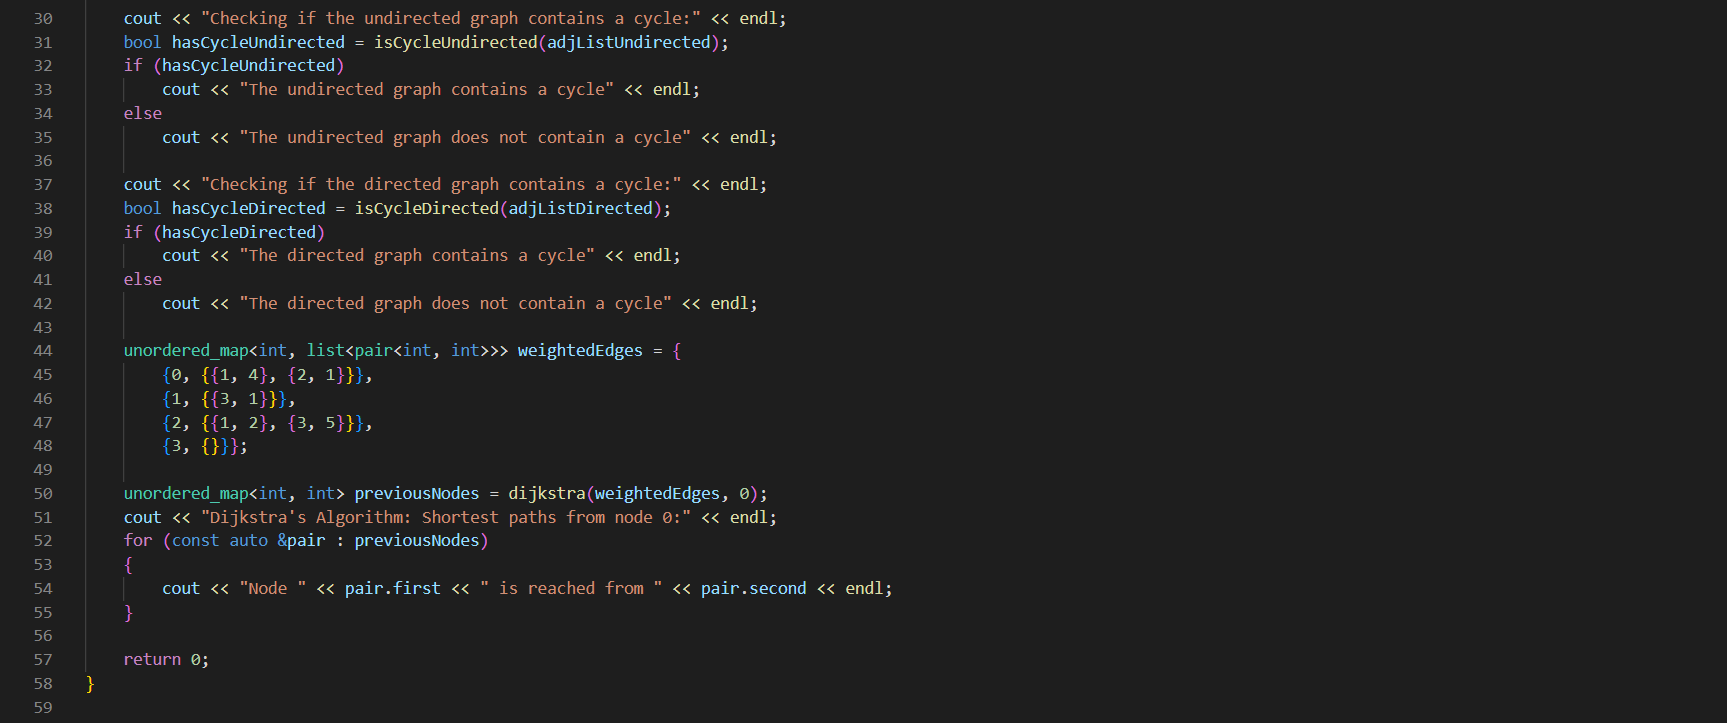 30 cout << "Checking if the undirected graph contains a cycle:" << endl;
31 bool hasCycleUndirected = isCycleUndirected(adjListUndirected);
32 if (hasCycleUndirected)
33 cout << "The undirected graph contains a cycle" << endl;
34 else
35 cout << "The undirected graph does not contain a cycle" << endl;
36
37 cout << "Checking if the directed graph contains a cycle:" << endl;
38 bool hasCycleDirected = isCycleDirected(adjListDirected);
39 if (hasCycleDirected)
40 cout << "The directed graph contains a cycle" << endl;
41 else
42 cout << "The directed graph does not contain a cycle" << endl;
43
44 unordered_map<int, list<pair<int, int>>> weightedEdges = {
45 {0, {{1, 4}, {2, 1}}},
46 {1, {{3, 1}}},
47 {2, {{1, 2}, {3, 5}}},
48 {3, {}}};
49
50 unordered_map<int, int> previousNodes = dijkstra(weightedEdges, 0);
51 cout << "Dijkstra's Algorithm: Shortest paths from node 0:" << endl;
52 for (const auto &pair : previousNodes)
53 {
54 cout << "Node " << pair.first << " is reached from " << pair.second << endl;
55 }
56
57 return 0;
58 }
59